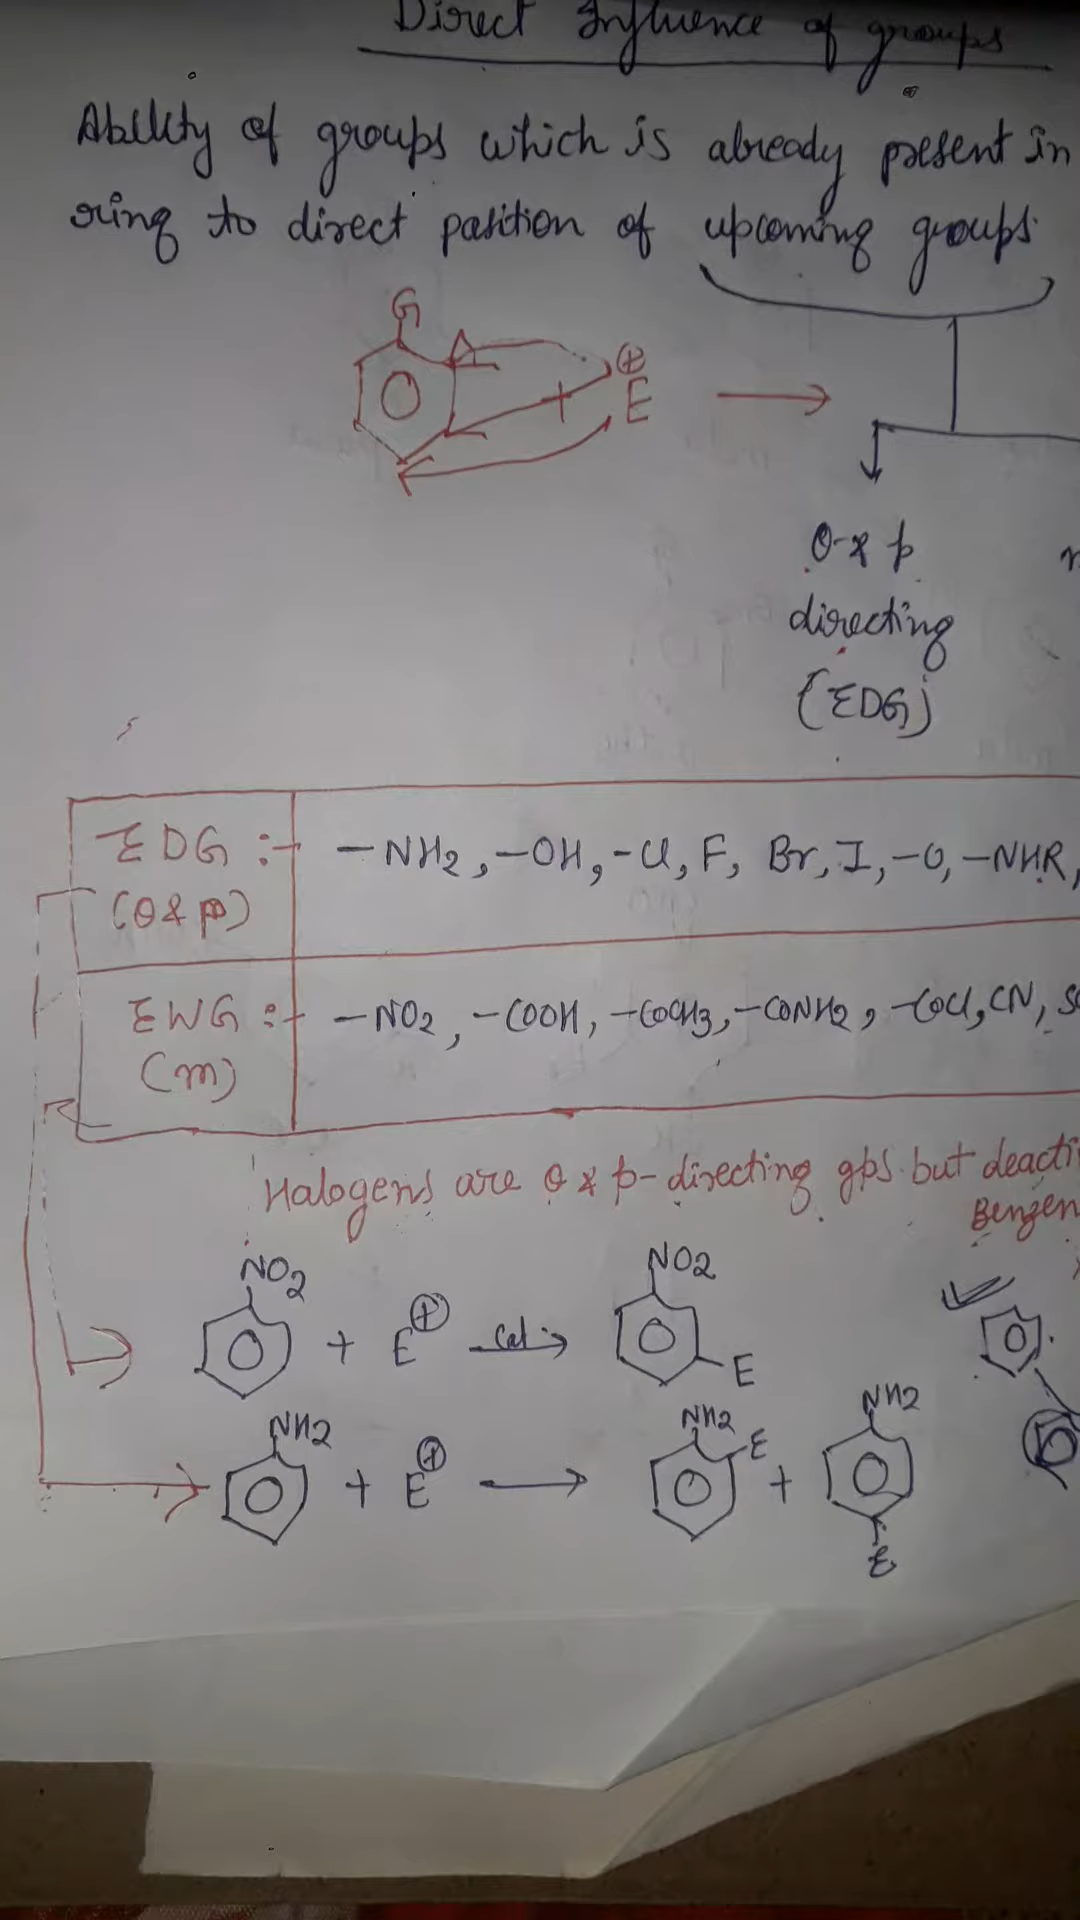 Direct Influence of groups
Ability of groups which is already present in
ring to direct position of upcoming groups.
G
⊕
E
O & p
directing
(EDG)
EDG :- -NH2, -OH, -Cl, F, Br, I, -O, -NHR,
(O & p)
EWG :- -NO2, -COOH, -COCH3, -CONH2, -COCl, CN,
(m)
Halogens are O & p-directing gps. but deacti
Benzen
NO2 + E⊕ Cat → NO2 E
NH2 + E⊕ → NH2 E + NH2 E